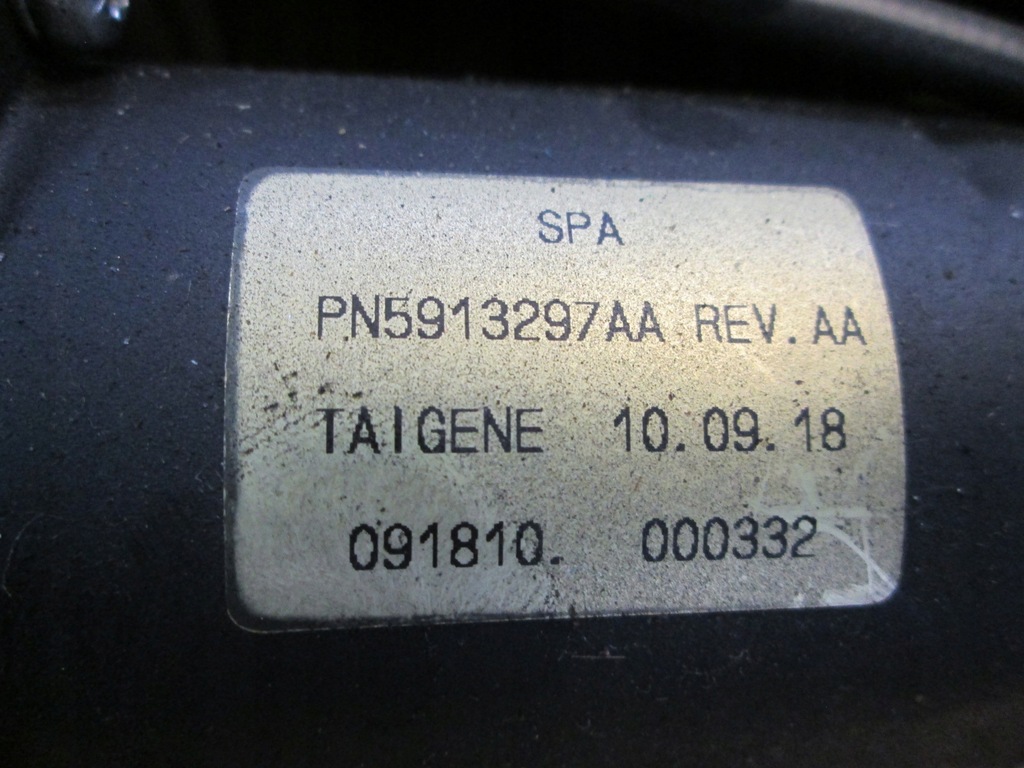 SPA
PN5913297AA REV.AA
TAIGENE 10.09.18
091810. 000332